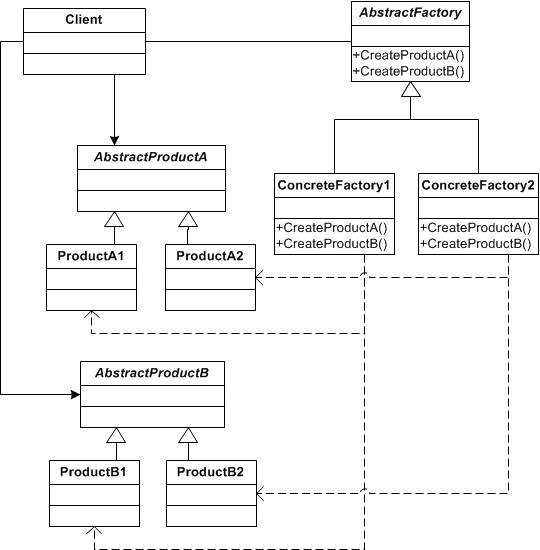 Client
AbstractFactory
+CreateProductA()
+CreateProductB()
AbstractProductA
ConcreteFactory1
+CreateProductA()
+CreateProductB()
ConcreteFactory2
+CreateProductA()
+CreateProductB()
ProductA1
ProductA2
AbstractProductB
ProductB1
ProductB2